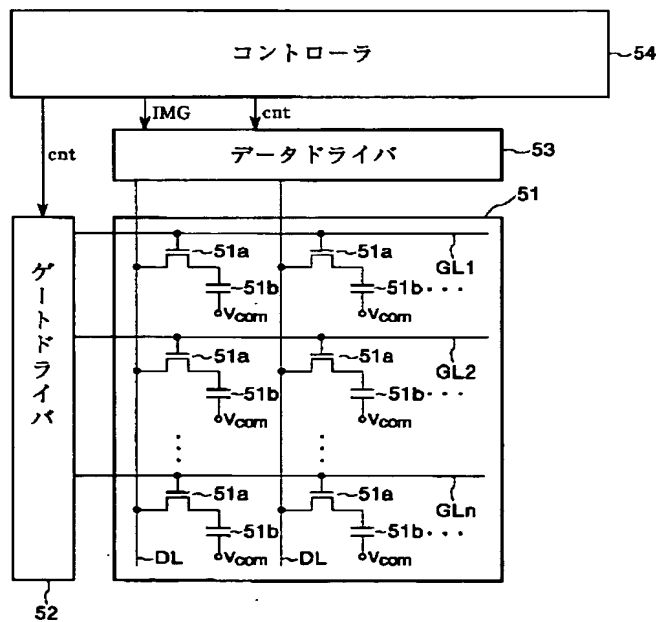 コントローラ
54
IMG
cnt
cnt
データドライバ
53
51
ゲートドライバ
51a
51a
GL1
51b
51b
...
Vcom
Vcom
51a
51a
GL2
51b
51b
...
Vcom
Vcom
51a
51a
GLn
51b
51b
...
Vcom
Vcom
DL
DL
52